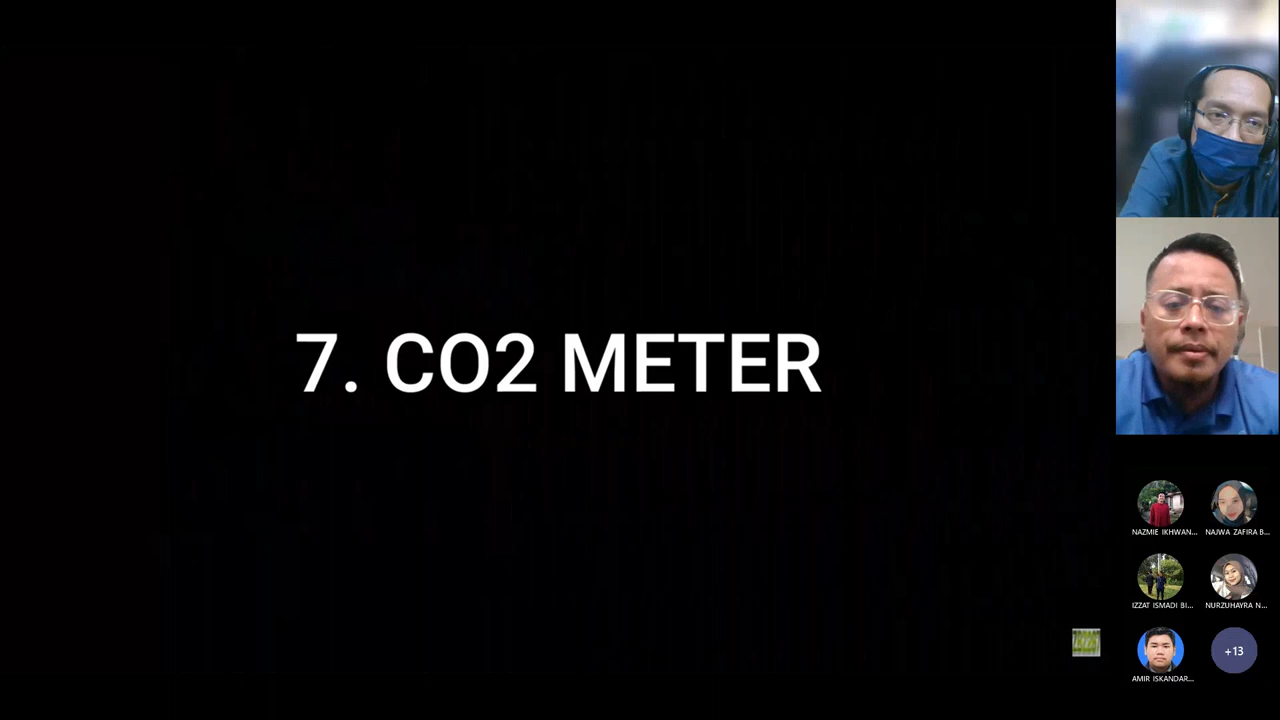 7. CO2 METER
NAZMIE IKHWAN...
NAJWA ZAFIRA B...
IZZAT ISMADI BI...
NURZUHAYRA N...
AMIR ISKANDAR...
+13